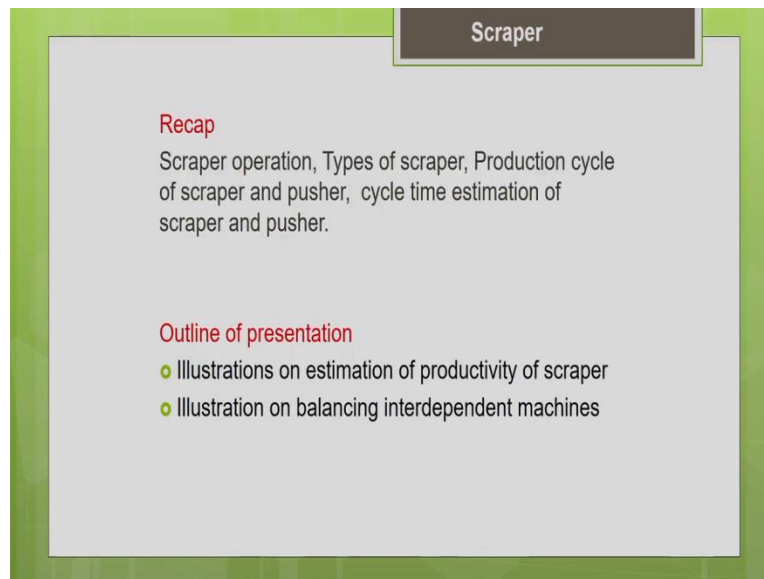 Scraper
Recap
Scraper operation, Types of scraper, Production cycle
of scraper and pusher, cycle time estimation of
scraper and pusher.
Outline of presentation
Illustrations on estimation of productivity of scraper
Illustration on balancing interdependent machines